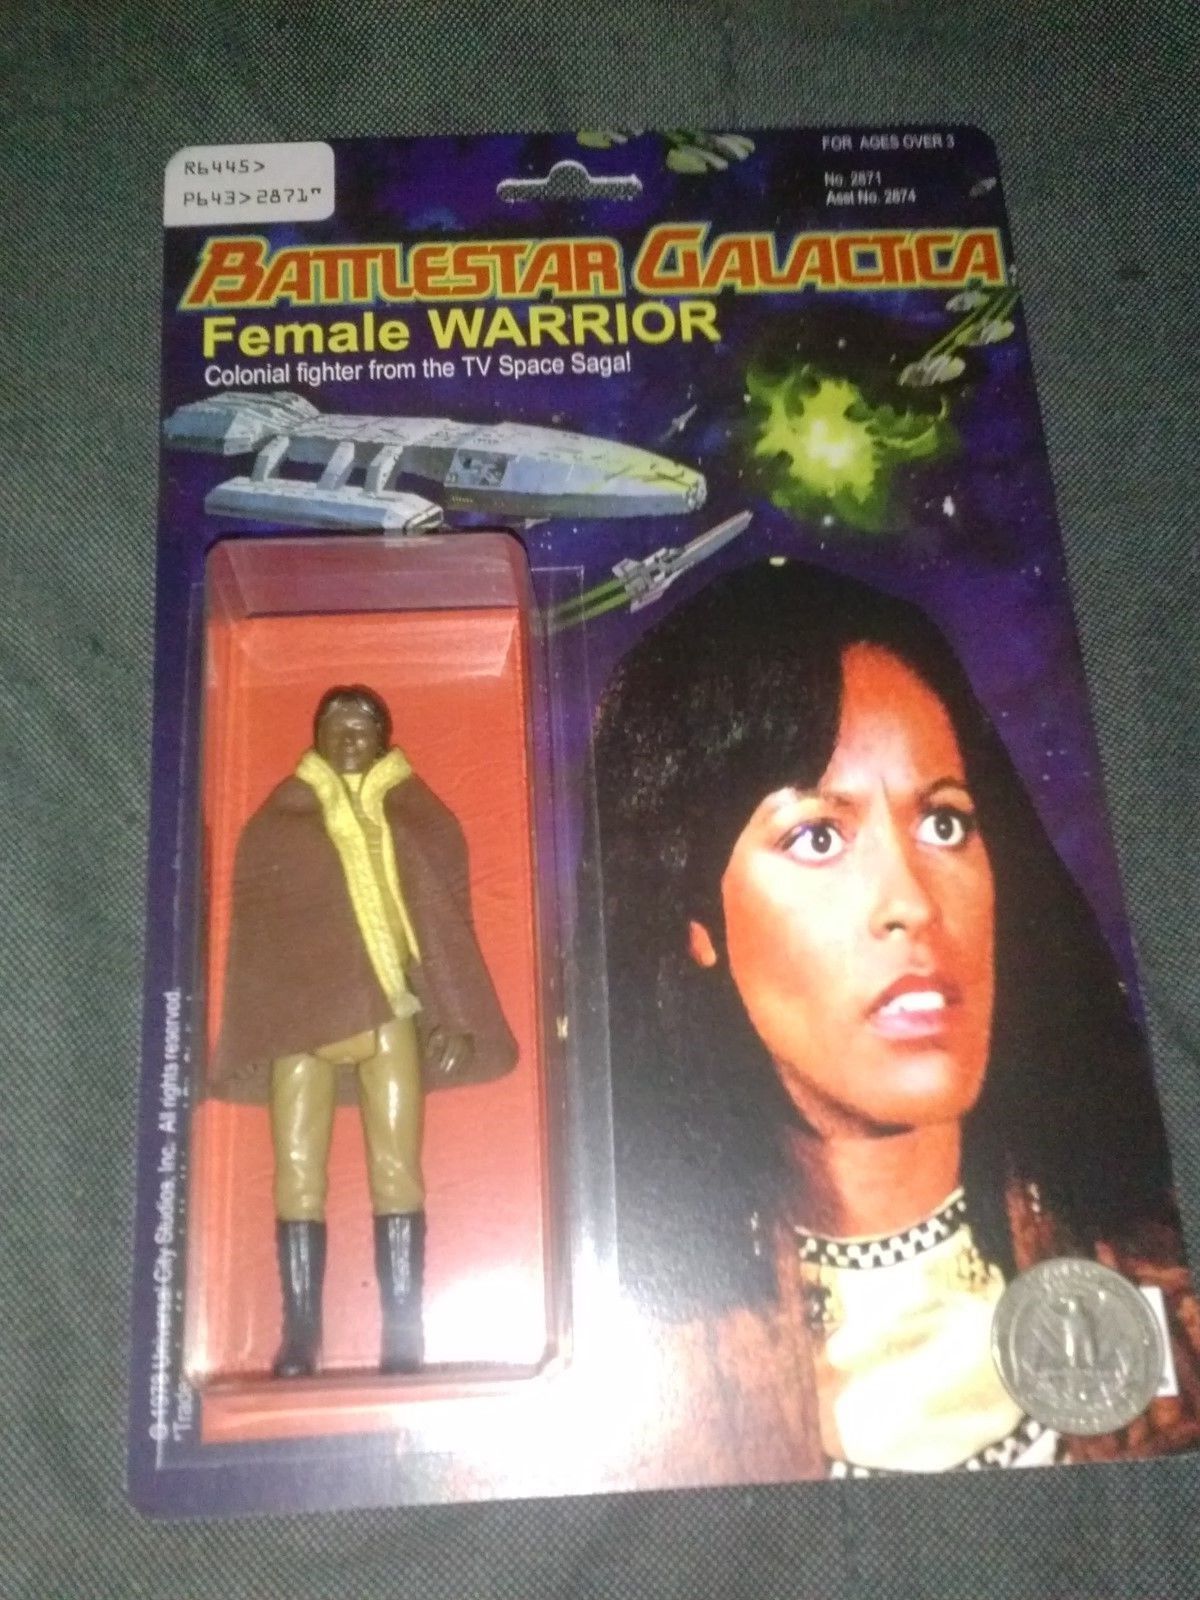 R6445>
P643>2871"
FOR AGES OVER 3
No. 2871
Asst No. 2874
BATTLESTAR GALACTICA
Female WARRIOR
Colonial fighter from the TV Space Saga!
© 1978 Universal City Studios, Inc. All rights reserved.